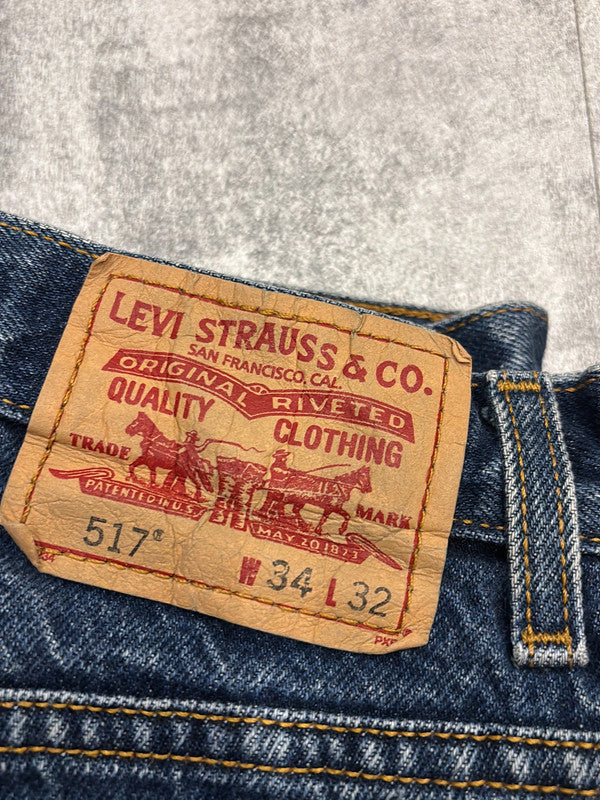 LEVI STRAUSS & CO.
SAN FRANCISCO, CAL.
ORIGINAL RIVETED
QUALITY CLOTHING
TRADE MARK
PATENTED IN U.S. MAY 20 1873
517®
W 34 L 32